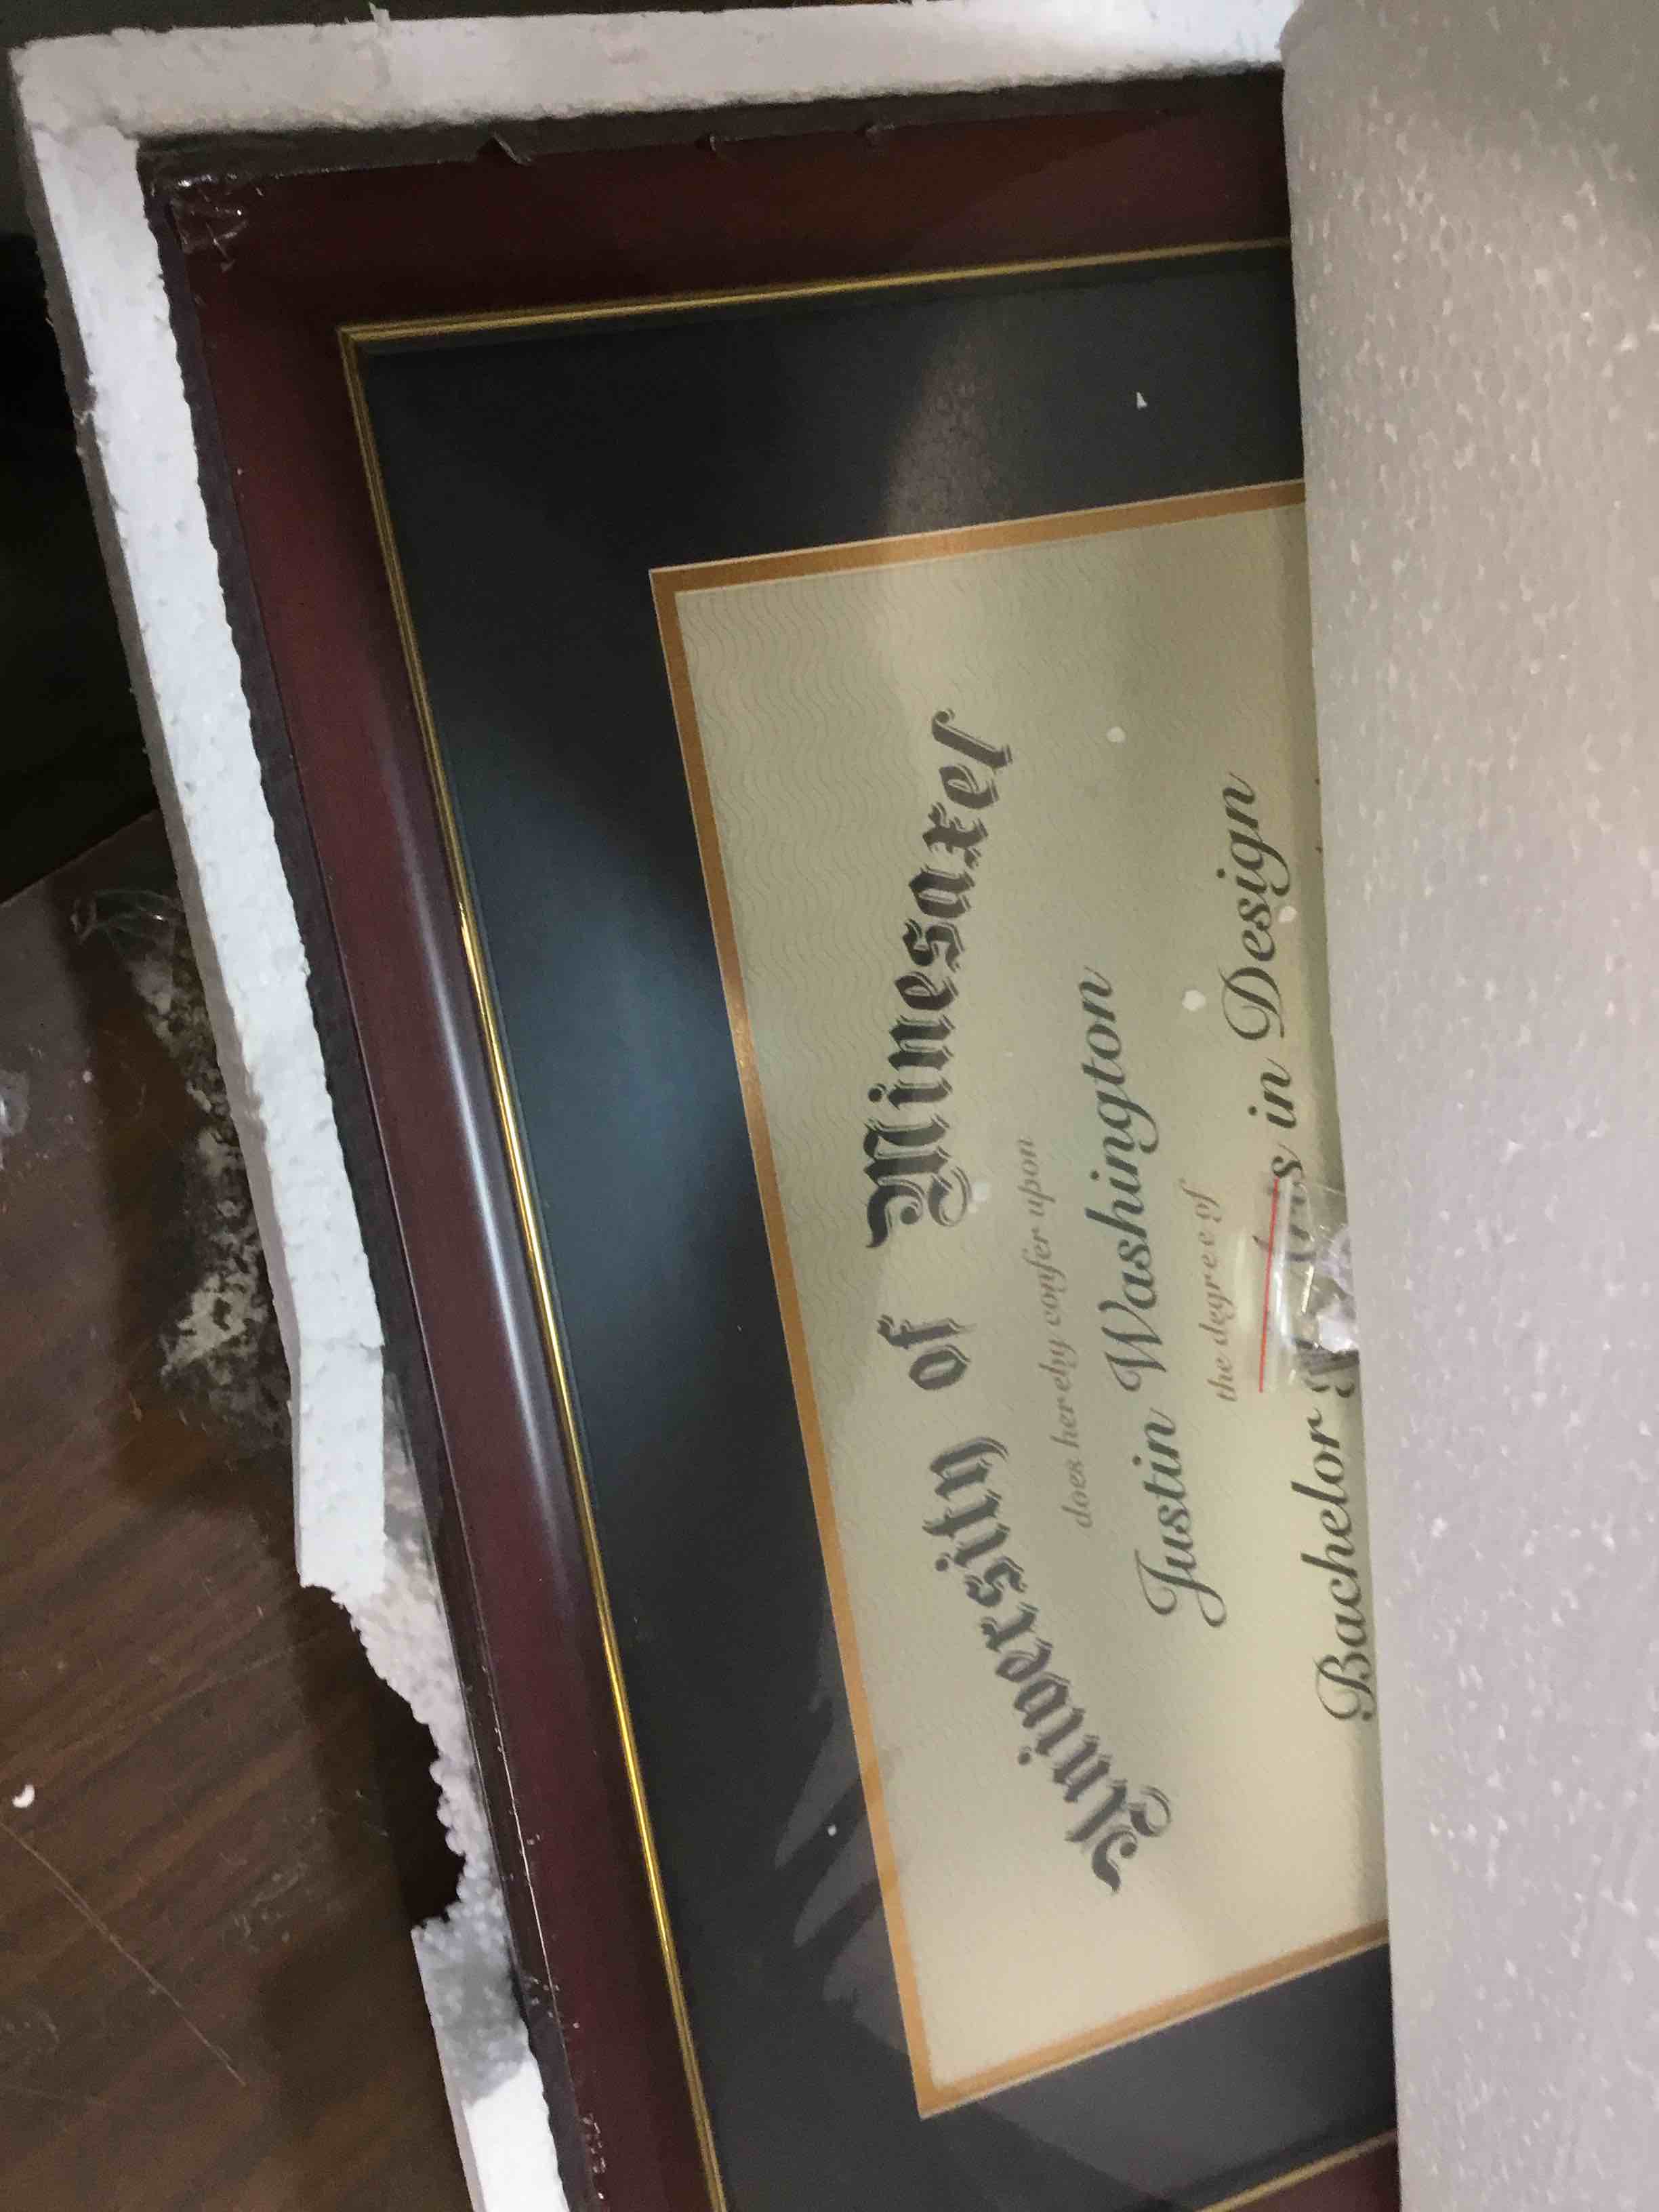 University of Minesaxel
does hereby confer upon
Justin Washington
the degree of
Bachelor in Design